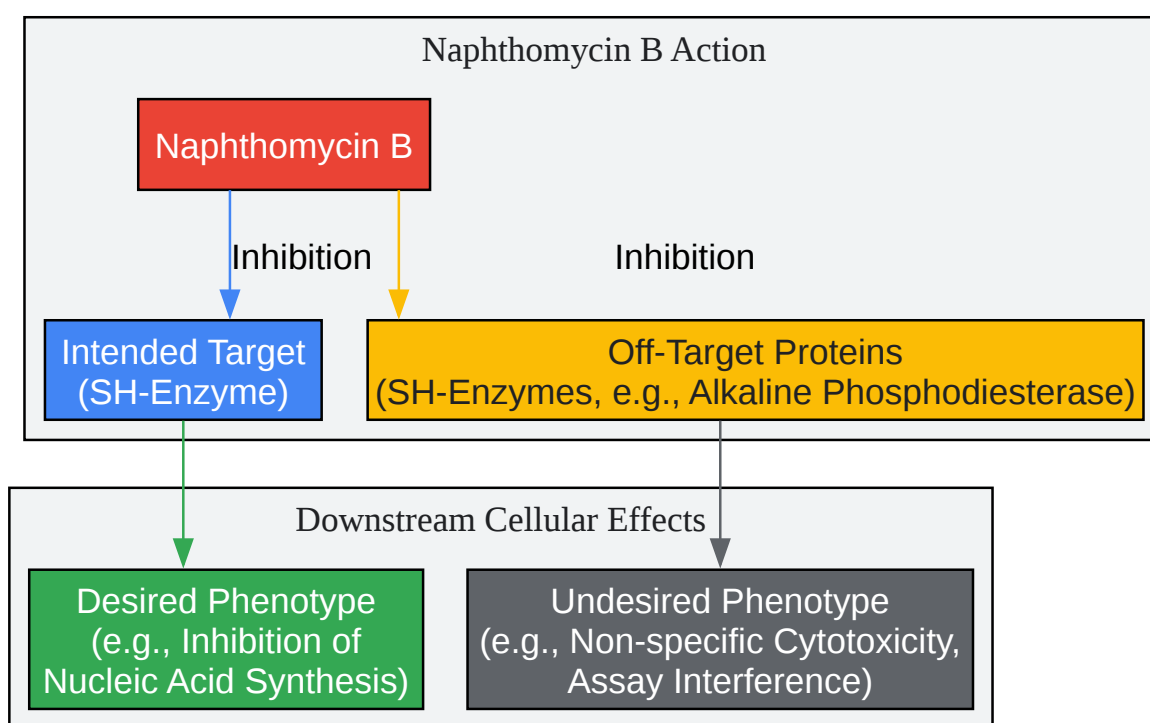 Naphthomycin B Action
Naphthomycin B
Inhibition
Inhibition
Intended Target
(SH-Enzyme)
Off-Target Proteins
(SH-Enzymes, e.g., Alkaline Phosphodiesterase)
Downstream Cellular Effects
Desired Phenotype
(e.g., Inhibition of
Nucleic Acid Synthesis)
Undesired Phenotype
(e.g., Non-specific Cytotoxicity,
Assay Interference)